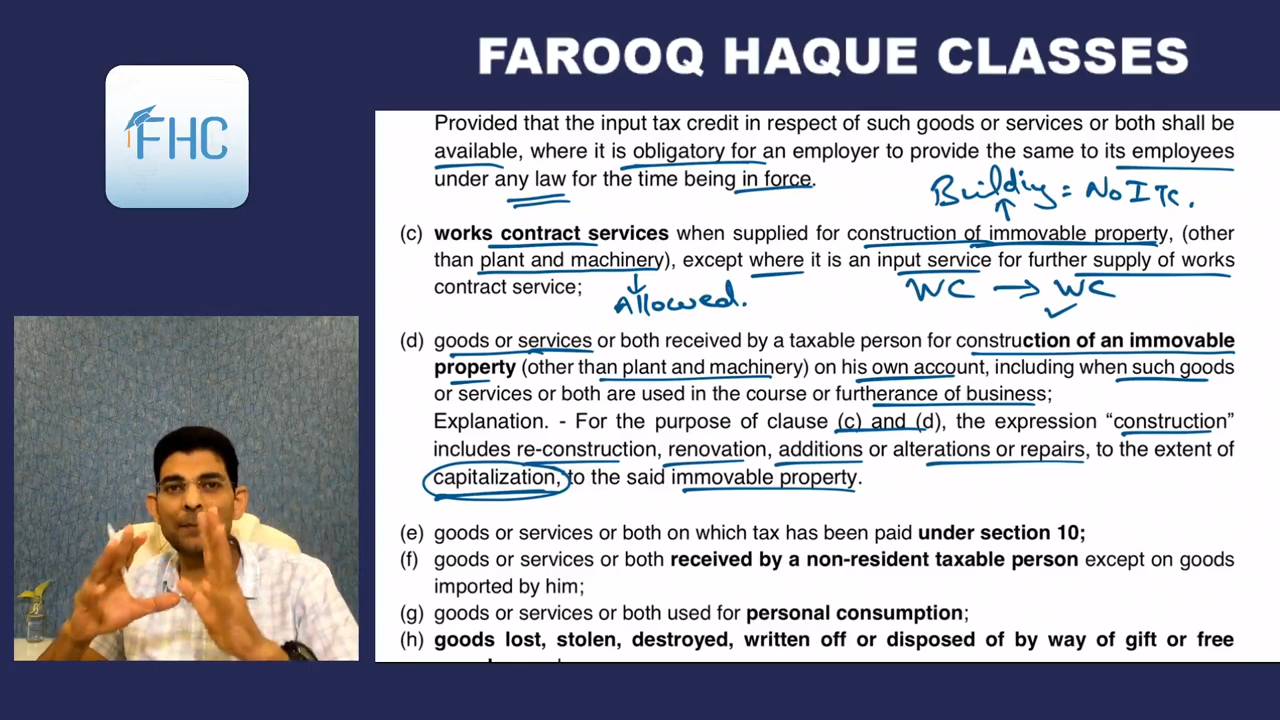 FAROOQ HAQUE CLASSES
FHC
Provided that the input tax credit in respect of such goods or services or both shall be
available, where it is obligatory for an employer to provide the same to its employees
under any law for the time being in force.
Building = No ITC.
(c) works contract services when supplied for construction of immovable property, (other
than plant and machinery), except where it is an input service for further supply of works
contract service;
Allowed.
WC → WC
(d) goods or services or both received by a taxable person for construction of an immovable
property (other than plant and machinery) on his own account, including when such goods
or services or both are used in the course or furtherance of business;
Explanation. - For the purpose of clause (c) and (d), the expression “construction”
includes re-construction, renovation, additions or alterations or repairs, to the extent of
capitalization, to the said immovable property.
(e) goods or services or both on which tax has been paid under section 10;
(f) goods or services or both received by a non-resident taxable person except on goods
imported by him;
(g) goods or services or both used for personal consumption;
(h) goods lost, stolen, destroyed, written off or disposed of by way of gift or free